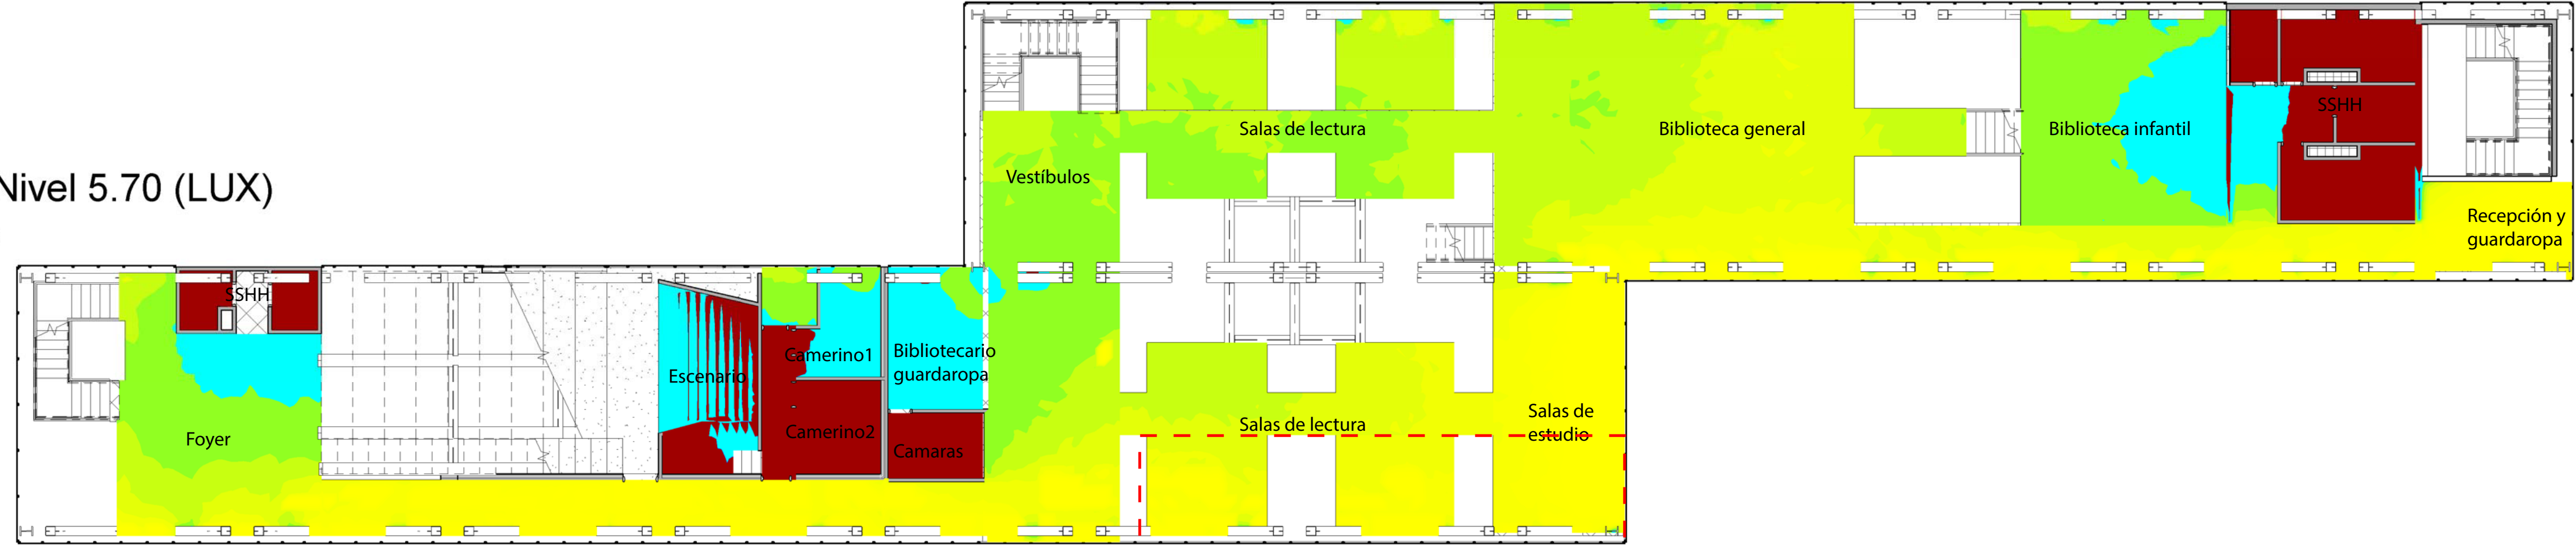 Nivel 5.70 (LUX)
Salas de lectura
Biblioteca general
Biblioteca infantil
SSHH
Vestíbulos
Recepción y
guardaropa
SSHH
Camerino1
Bibliotecario
guardaropa
Escenario
Camerino2
Camaras
Foyer
Salas de lectura
Salas de
estudio